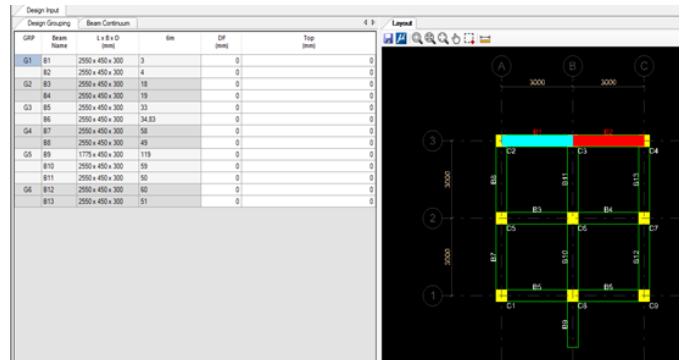 Design Input
Design Grouping Beam Continuum
GRP Beam Name L x B x D (mm) 6m DF (mm) Top (mm)
G1 B1 2550 x 450 x 300 3 0 0
B2 2550 x 450 x 300 4 0 0
G2 B3 2550 x 450 x 300 18 0 0
B4 2550 x 450 x 300 19 0 0
G3 B5 2550 x 450 x 300 33 0 0
B6 2550 x 450 x 300 34,83 0 0
G4 B7 2550 x 450 x 300 58 0 0
B8 2550 x 450 x 300 49 0 0
G5 B9 1775 x 450 x 300 119 0 0
B10 2550 x 450 x 300 59 0 0
B11 2550 x 450 x 300 50 0 0
G6 B12 2550 x 450 x 300 60 0 0
B13 2550 x 450 x 300 51 0 0
Layout
A B C
3000 3000
B1 B2
3 C2 C3 C4
3000 B8 B11 B13
B3 B4
2 C5 C6 C7
3000 B7 B10 B12
B5
1 C1 C8 C9
B9